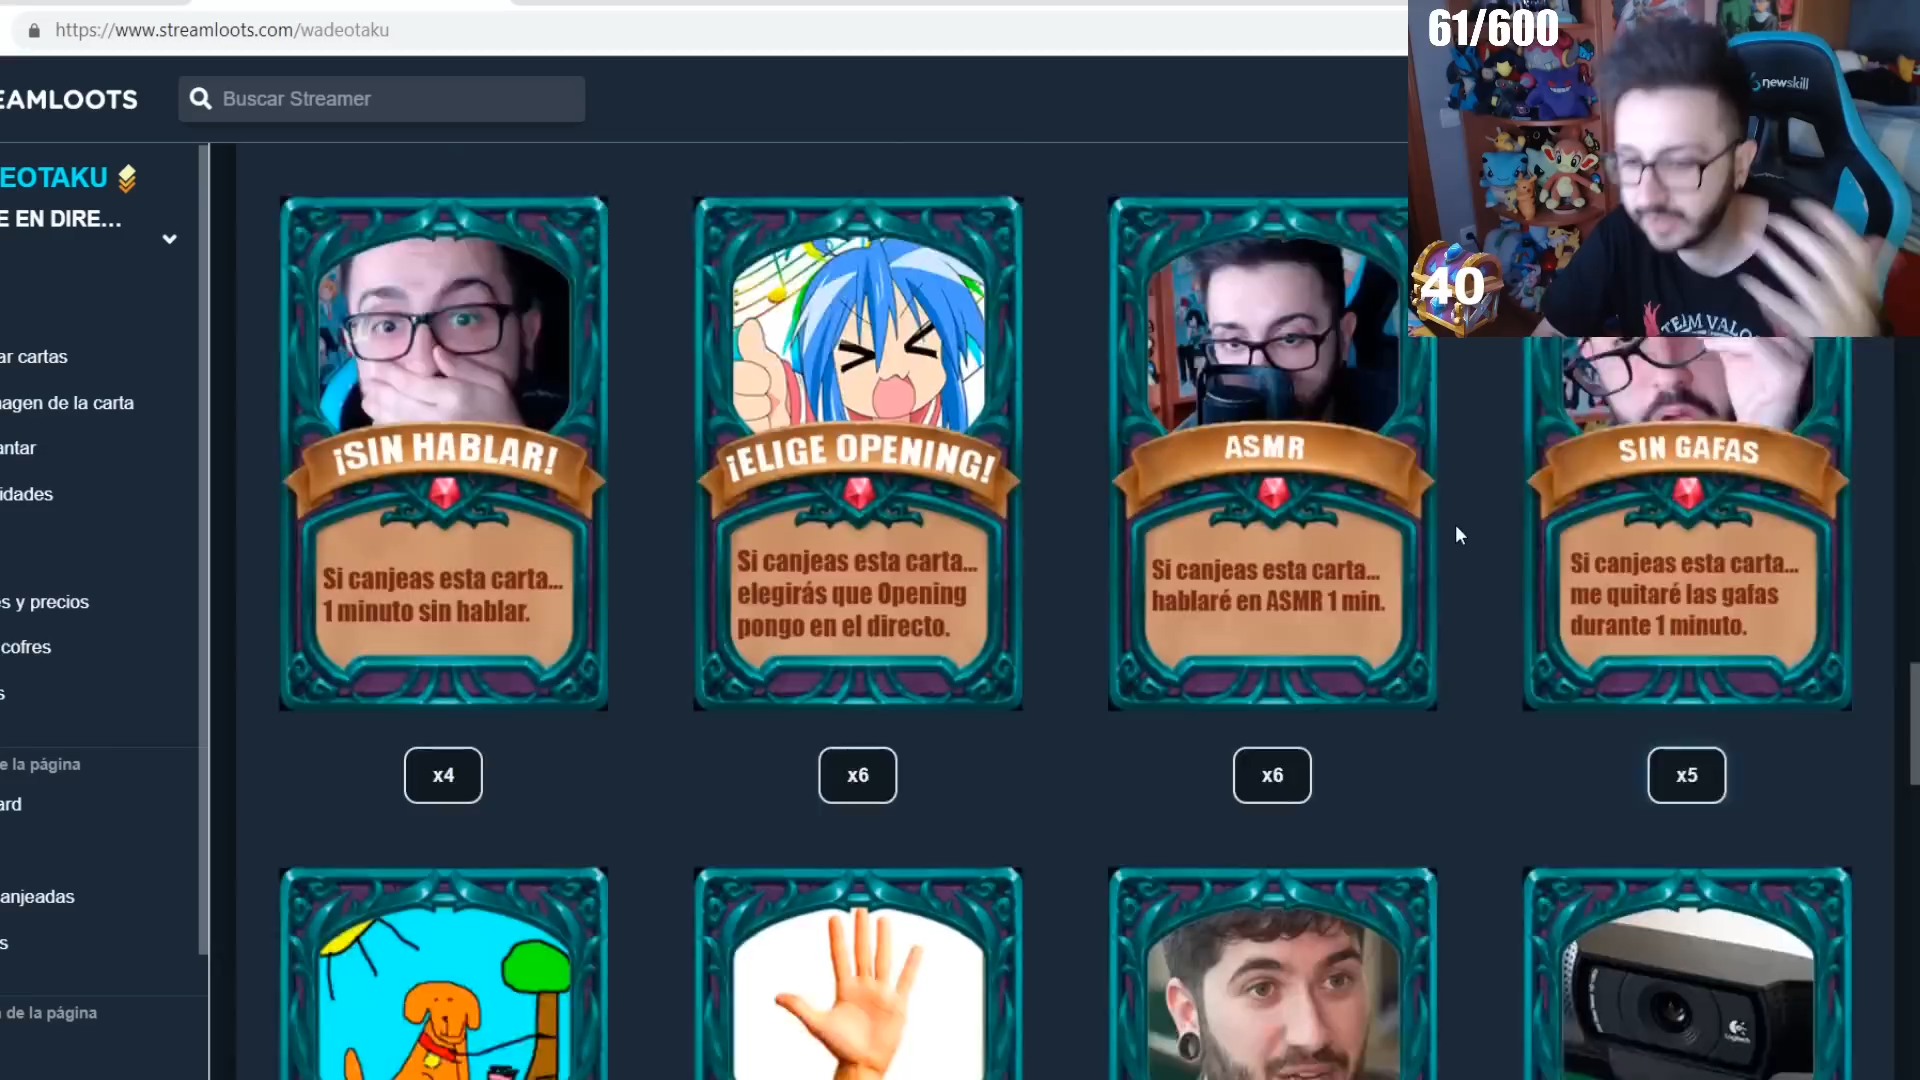 https://www.streamloots.com/wadeotaku
61/600
newskill
EAMLOOTS
Buscar Streamer
EOTAKU
E EN DIRE...
40
TEAM VALO
ar cartas
nagen de la carta
antar
idades
s y precios
cofres
s
e la página
ard
anjeadas
s
de la página
¡SIN HABLAR!
Si canjeas esta carta...
1 minuto sin hablar.
x4
¡ELIGE OPENING!
Si canjeas esta carta...
elegirás que Opening
pongo en el directo.
x6
ASMR
Si canjeas esta carta...
hablaré en ASMR 1 min.
x6
SIN GAFAS
Si canjeas esta carta...
me quitaré las gafas
durante 1 minuto.
x5
Logitech